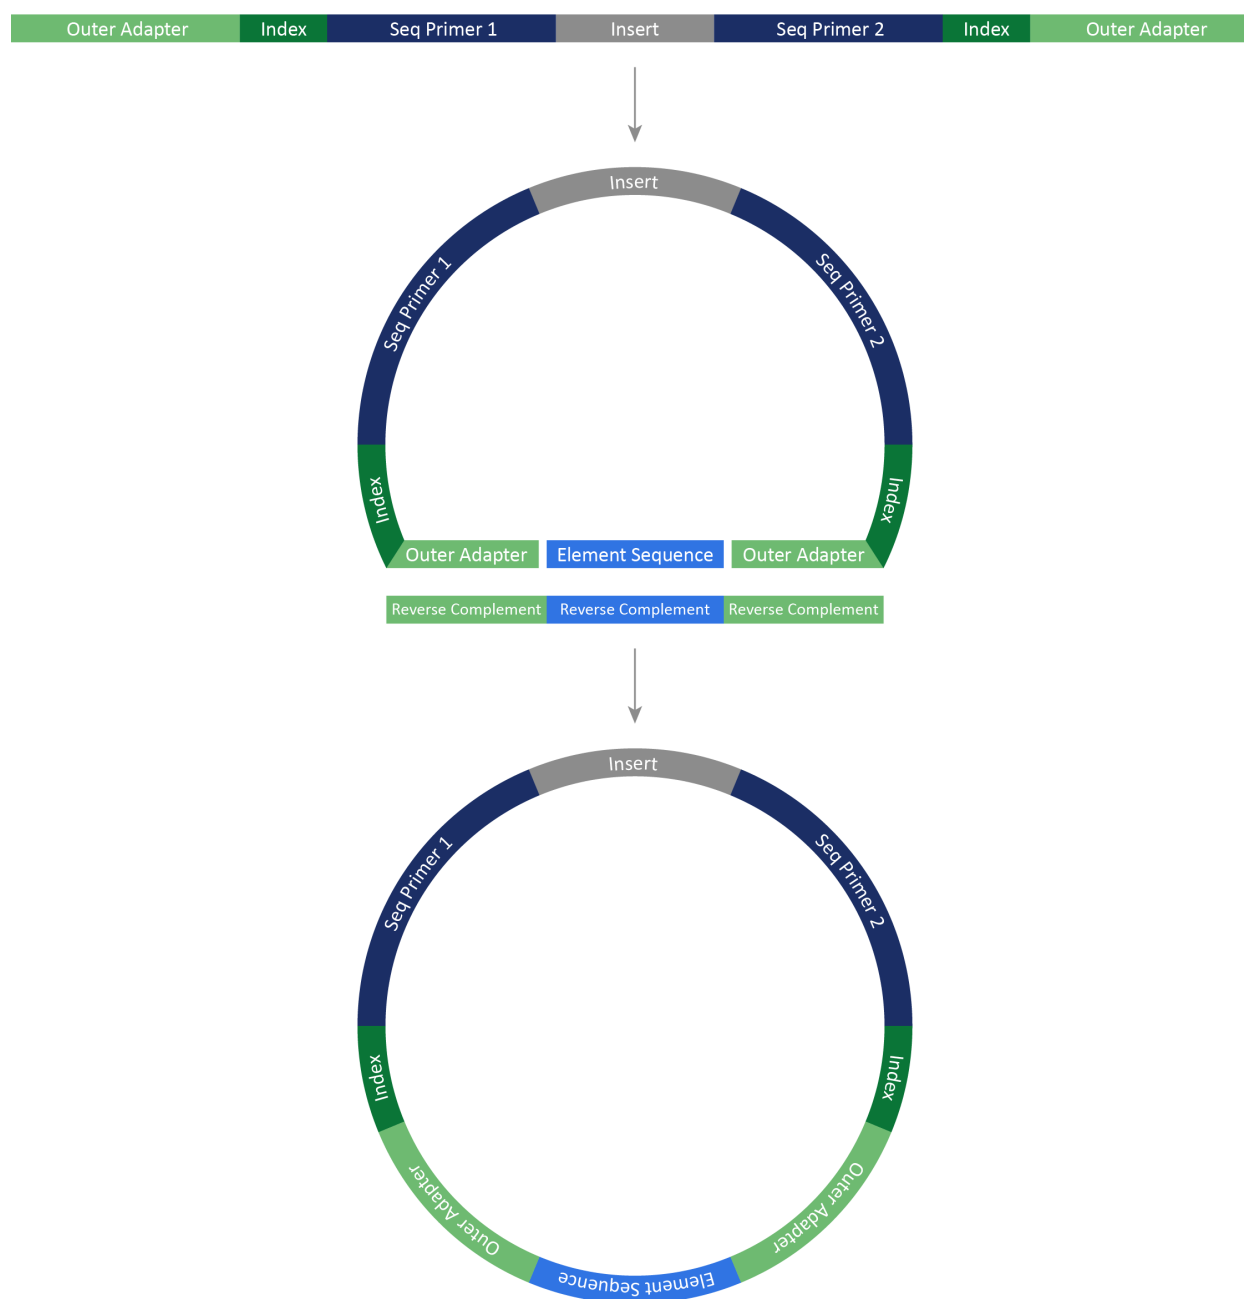 Outer Adapter Index Seq Primer 1 Insert Seq Primer 2 Index Outer Adapter
Insert
Seq Primer 1
Seq Primer 2
Index
Index
Outer Adapter Element Sequence Outer Adapter
Reverse Complement Reverse Complement Reverse Complement
Insert
Seq Primer 1
Seq Primer 2
Index
Index
Outer Adapter
Outer Adapter
Element Sequence